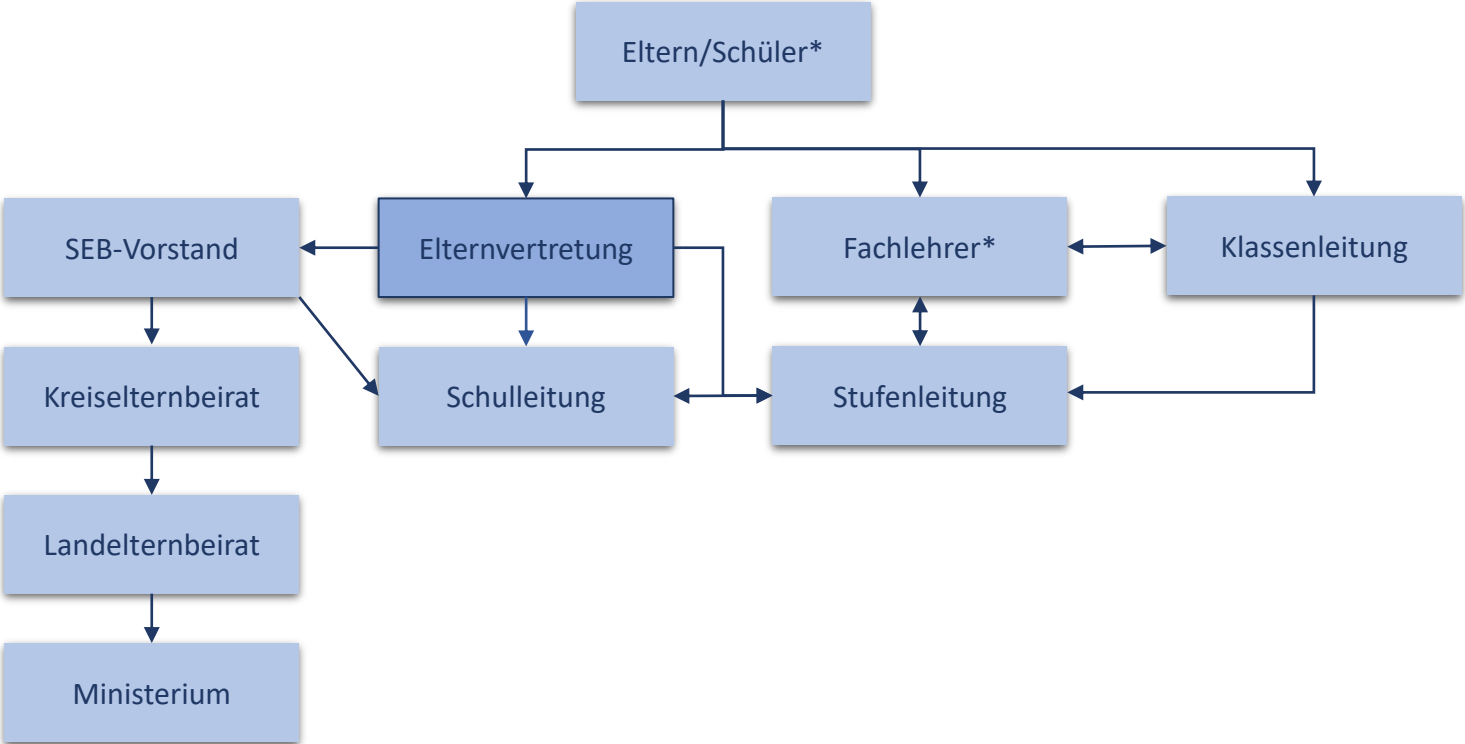 Eltern/Schüler*
SEB-Vorstand
Elternvertretung
Fachlehrer*
Klassenleitung
Kreiselternbeirat
Schulleitung
Stufenleitung
Landelternbeirat
Ministerium